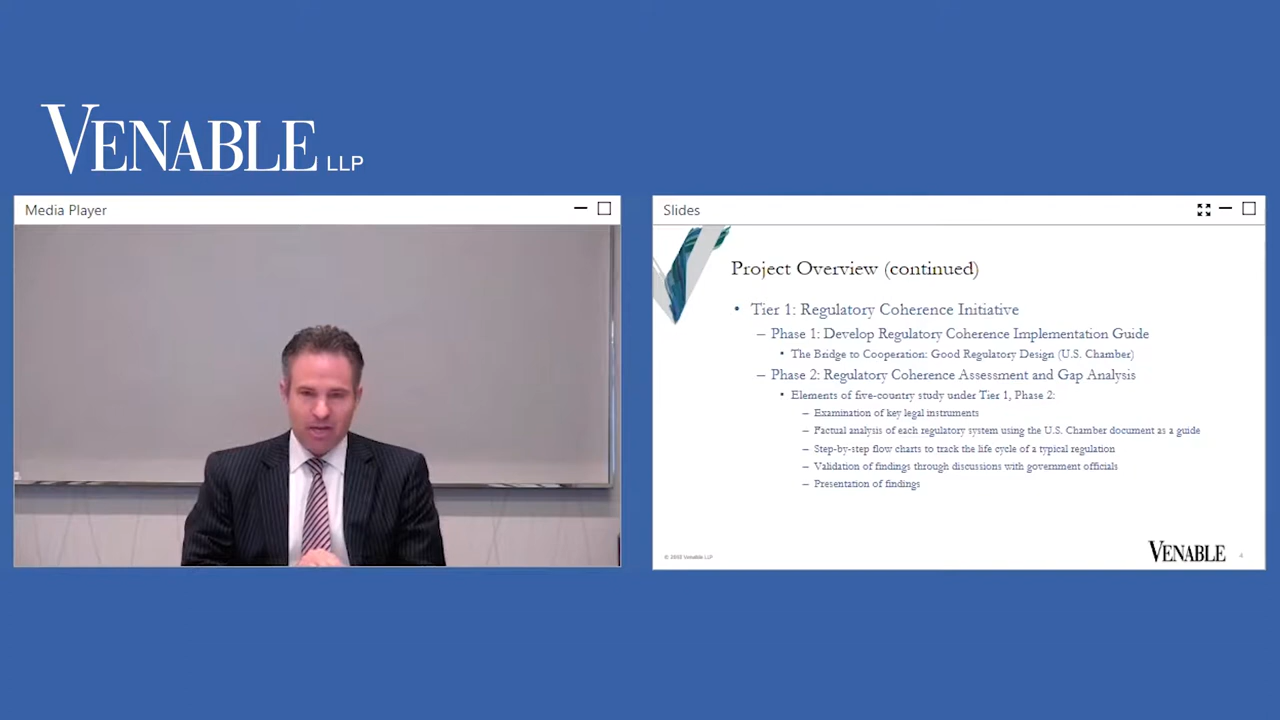 VENABLE LLP
Media Player
Slides
Project Overview (continued)
• Tier 1: Regulatory Coherence Initiative
– Phase 1: Develop Regulatory Coherence Implementation Guide
• The Bridge to Cooperation: Good Regulatory Design (U.S. Chamber)
– Phase 2: Regulatory Coherence Assessment and Gap Analysis
• Elements of five-country study under Tier 1, Phase 2:
– Examination of key legal instruments
– Factual analysis of each regulatory system using the U.S. Chamber document as a guide
– Step-by-step flow charts to track the life cycle of a typical regulation
– Validation of findings through discussions with government officials
– Presentation of findings
© Venable LLP
VENABLE
4